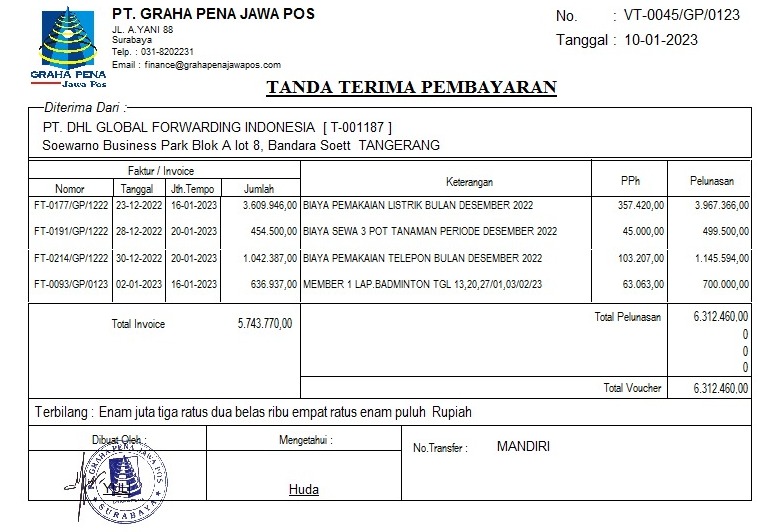 GRAHA PENA
Jawa Pos
PT. GRAHA PENA JAWA POS
JL. A.YANI 88
Surabaya
Telp. : 031-8202231
Email : finance@grahapenajawapos.com
No. : VT-0045/GP/0123
Tanggal : 10-01-2023
TANDA TERIMA PEMBAYARAN
Diterima Dari :
PT. DHL GLOBAL FORWARDING INDONESIA [ T-001187 ]
Soewarno Business Park Blok A lot 8, Bandara Soett TANGERANG
Faktur / Invoice
Nomor Tanggal Jth.Tempo Jumlah Keterangan PPh Pelunasan
FT-0177/GP/1222 23-12-2022 16-01-2023 3.609.946,00 BIAYA PEMAKAIAN LISTRIK BULAN DESEMBER 2022 357.420,00 3.967.366,00
FT-0191/GP/1222 28-12-2022 20-01-2023 454.500,00 BIAYA SEWA 3 POT TANAMAN PERIODE DESEMBER 2022 45.000,00 499.500,00
FT-0214/GP/1222 30-12-2022 20-01-2023 1.042.387,00 BIAYA PEMAKAIAN TELEPON BULAN DESEMBER 2022 103.207,00 1.145.594,00
FT-0093/GP/0123 02-01-2023 16-01-2023 636.937,00 MEMBER 1 LAP.BADMINTON TGL 13,20,27/01,03/02/23 63.063,00 700.000,00
Total Invoice 5.743.770,00 Total Pelunasan 6.312.460,00
0
0
0
Total Voucher 6.312.460,00
Terbilang : Enam juta tiga ratus dua belas ribu empat ratus enam puluh Rupiah
Dibuat Oleh : Mengetahui : No.Transfer : MANDIRI
GRAHA PENA JAWA POS
SURABAYA
Huda